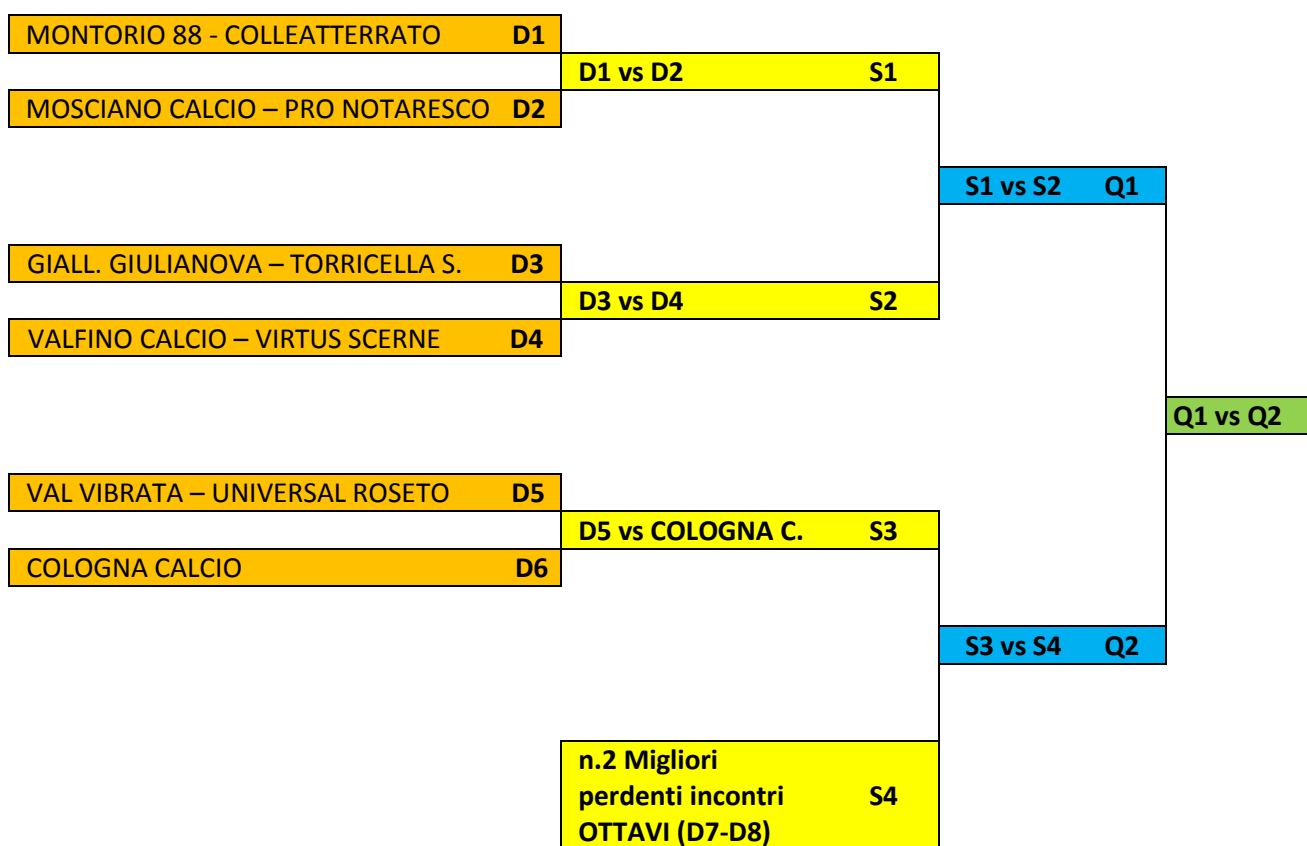 MONTORIO 88 - COLLEATTERRATO D1
D1 vs D2 S1
MOSCIANO CALCIO – PRO NOTARESCO D2
S1 vs S2 Q1
GIALL. GIULIANOVA – TORRICELLA S. D3
D3 vs D4 S2
VALFINO CALCIO – VIRTUS SCERNE D4
Q1 vs Q2
VAL VIBRATA – UNIVERSAL ROSETO D5
D5 vs COLOGNA C. S3
COLOGNA CALCIO D6
S3 vs S4 Q2
n.2 Migliori
perdenti incontri S4
OTTAVI (D7-D8)